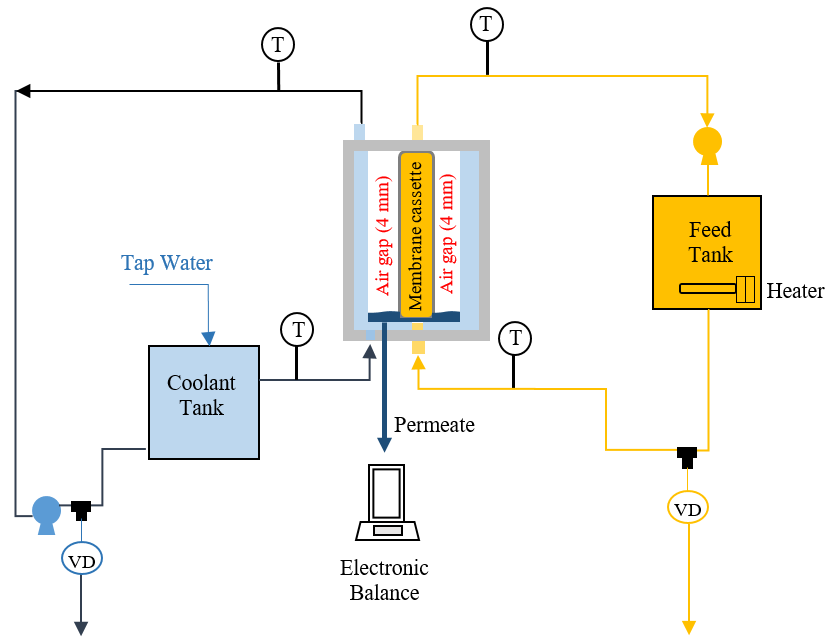 T
T
Air gap (4 mm)
Membrane cassette
Air gap (4 mm)
Feed
Tank
Heater
Tap Water
T
T
Coolant
Tank
Permeate
VD
VD
Electronic
Balance